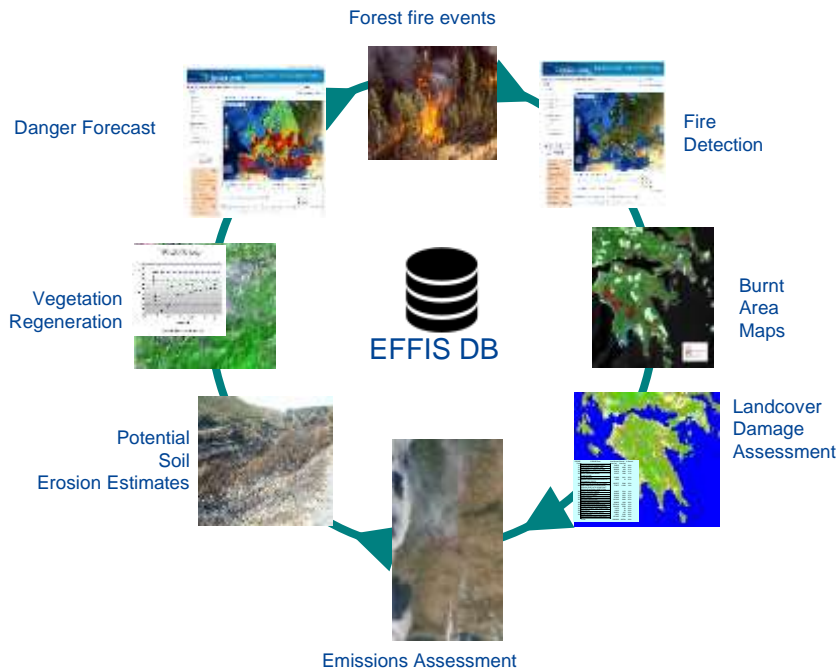 Forest fire events
Danger Forecast
Fire
Detection
Vegetation
Regeneration
Burnt
Area
Maps
EFFIS DB
Landcover
Damage
Assessment
Potential
Soil
Erosion Estimates
Emissions Assessment